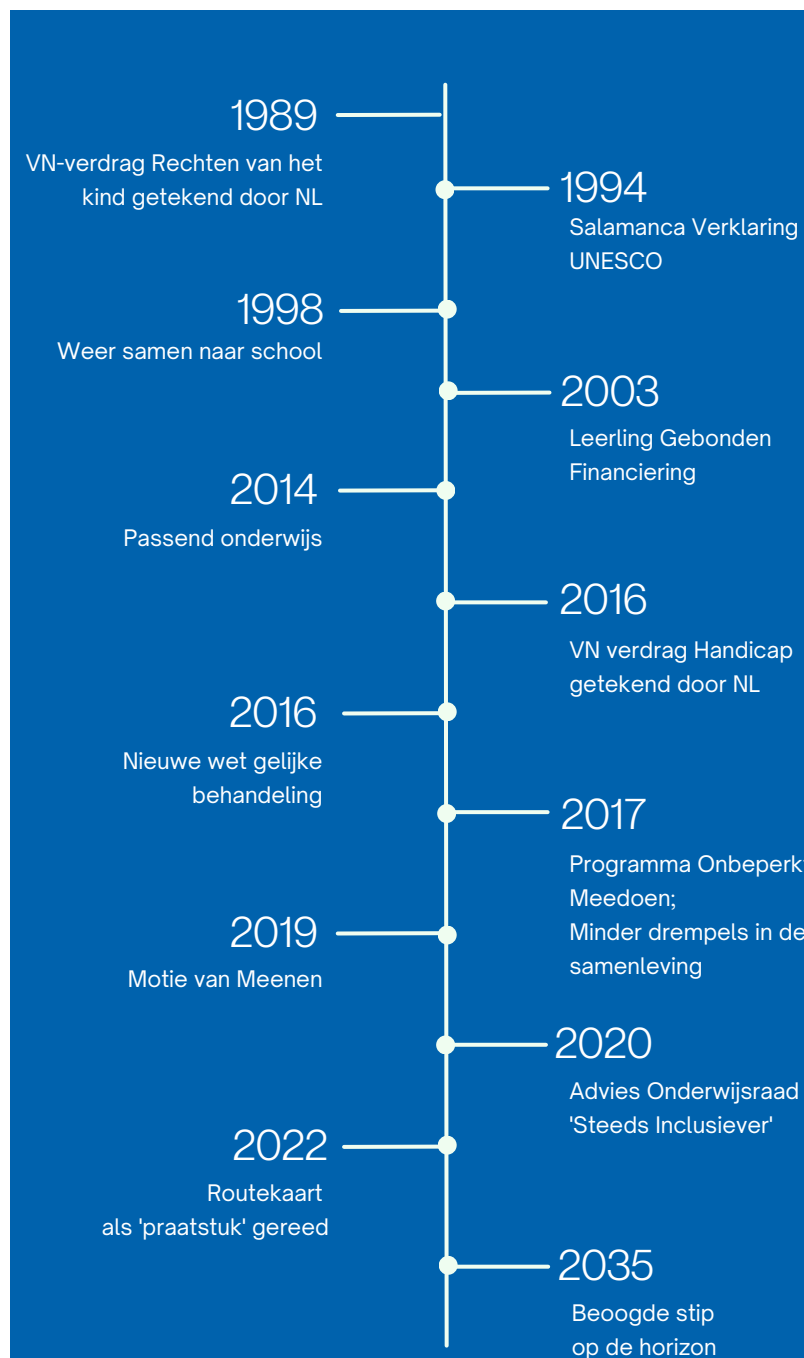 1989
VN-verdrag Rechten van het
kind getekend door NL
1994
Salamanca Verklaring
UNESCO
1998
Weer samen naar school
2003
Leerling Gebonden
Financiering
2014
Passend onderwijs
2016
VN verdrag Handicap
getekend door NL
2016
Nieuwe wet gelijke
behandeling
2017
Programma Onbeperkt
Meedoen;
Minder drempels in de
samenleving
2019
Motie van Meenen
2020
Advies Onderwijsraad
'Steeds Inclusiever'
2022
Routekaart
als 'praatstuk' gereed
2035
Beoogde stip
op de horizon